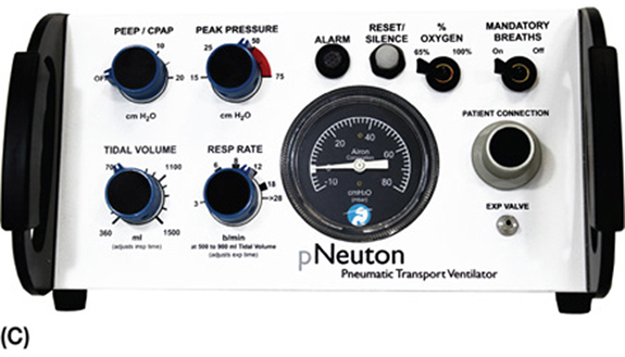 PEEP / CPAP
10
20
cm H2O
PEAK PRESSURE
25
50
15
75
cm H2O
ALARM
RESET/
SILENCE
%
OXYGEN
65% 100%
MANDATORY
BREATHS
On Off
TIDAL VOLUME
1100
360 1500
ml
(adjusts insp time)
RESP RATE
6 8 12
18
3 >28
b/min
at 500 to 900 ml Tidal Volume
(adjusts exp time)
20 40
Airon
Corporation
60
-10 80
cmH2O
(mbar)
PATIENT CONNECTION
EXP VALVE
pNeuton
Pneumatic Transport Ventilator
(C)